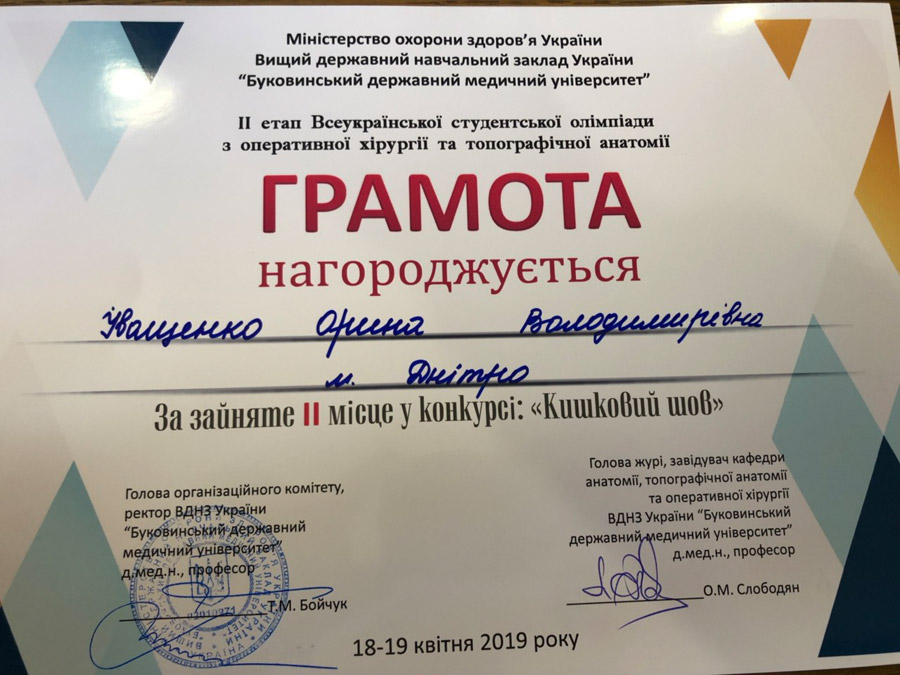 Міністерство охорони здоров’я України
Вищий державний навчальний заклад України
“Буковинський державний медичний університет”
ІІ етап Всеукраїнської студентської олімпіади
з оперативної хірургії та топографічної анатомії
ГРАМОТА
нагороджується
Іващенко Орина Володимирівна
м. Дніпро
За зайняте ІІ місце у конкурсі: «Кишковий шов»
Голова організаційного комітету,
ректор ВДНЗ України
“Буковинський державний
медичний університет”
д.мед.н., професор
Т.М. Бойчук
Голова журі, завідувач кафедри
анатомії, топографічної анатомії
та оперативної хірургії
ВДНЗ України “Буковинський
державний медичний університет”
д.м.н., професор
О.М. Слободян
18-19 квітня 2019 року